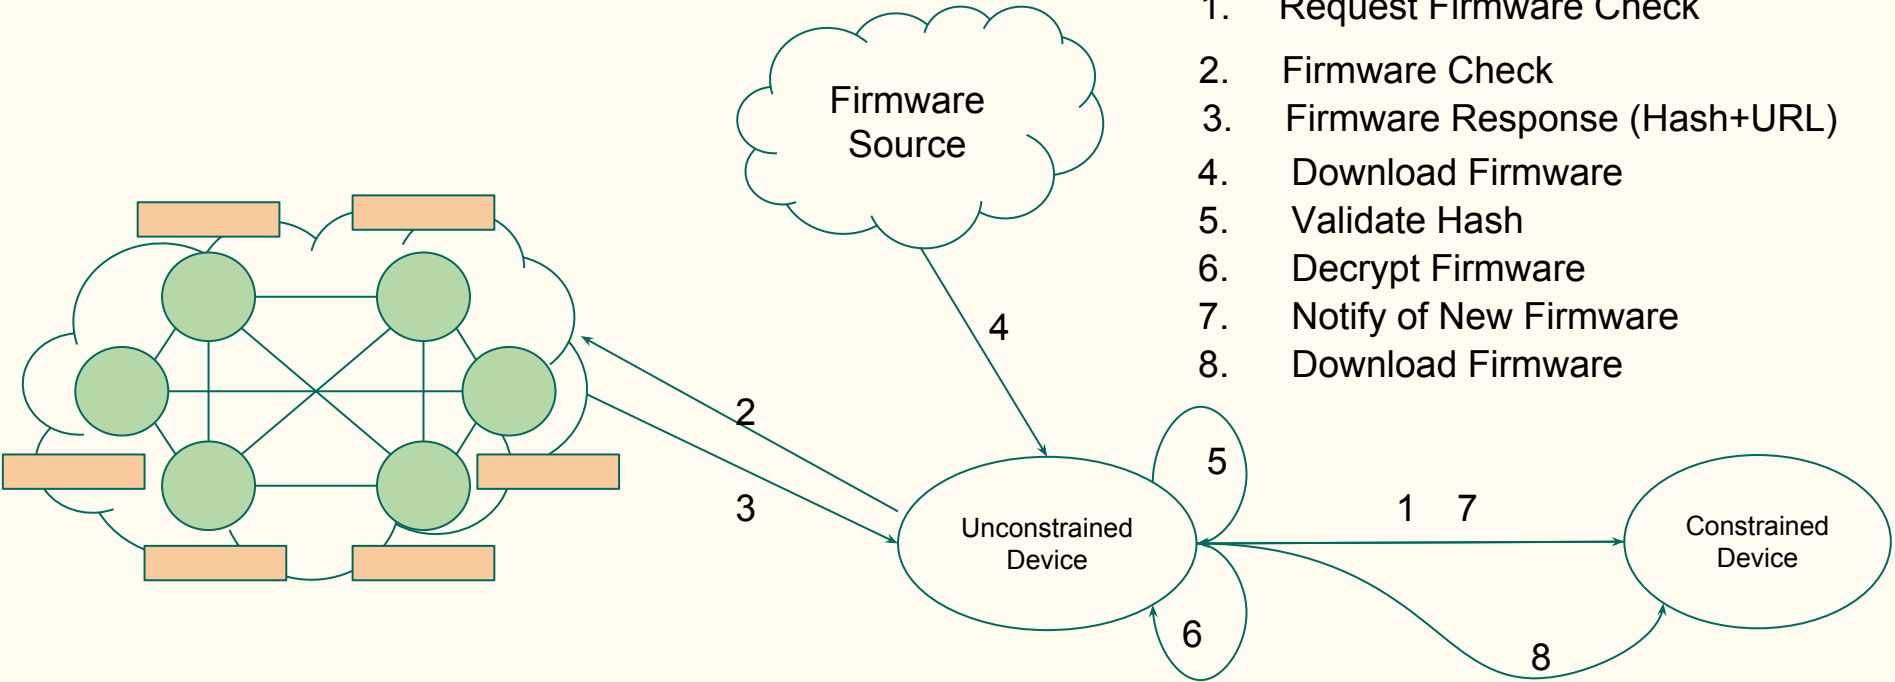 1. Request Firmware Check
2. Firmware Check
3. Firmware Response (Hash+URL)
4. Download Firmware
5. Validate Hash
6. Decrypt Firmware
7. Notify of New Firmware
8. Download Firmware
Firmware
Source
4
2
3
5
6
1 7
8
Unconstrained
Device
Constrained
Device